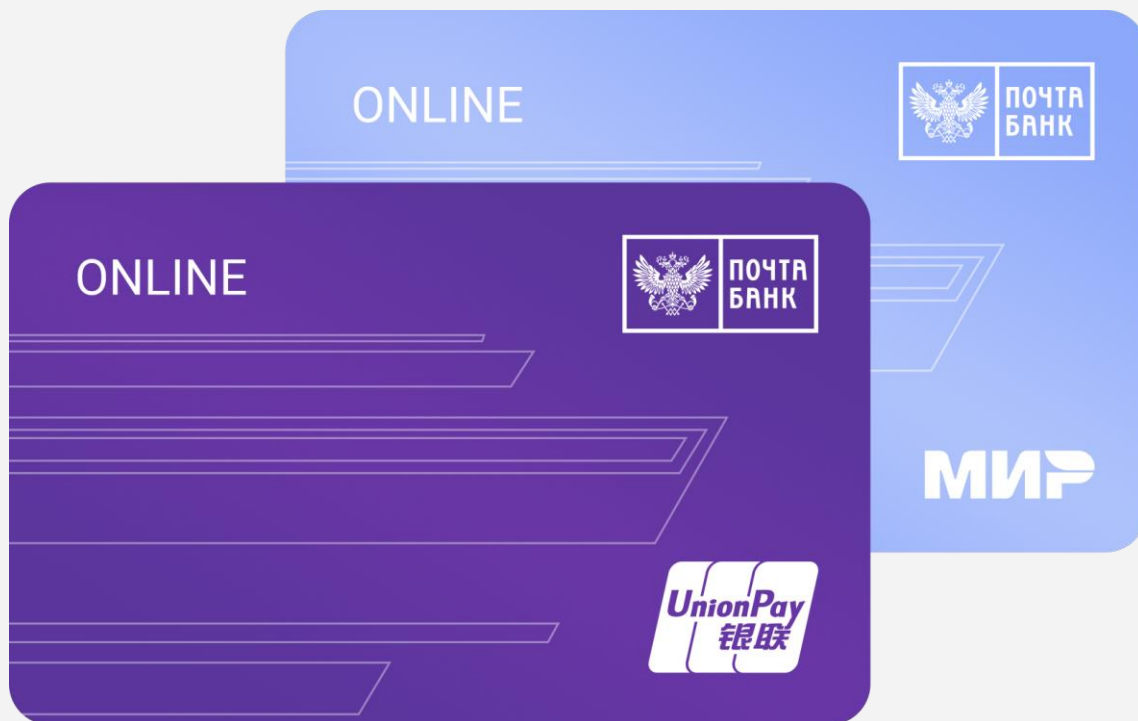 ONLINE
ПОЧТА
БАНК
МИР
ONLINE
ПОЧТА
БАНК
UnionPay
银联